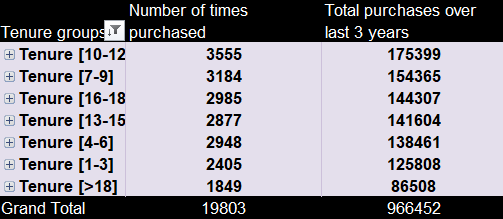 Tenure groups Number of times purchased Total purchases over last 3 years
Tenure [10-12 3555 175399
Tenure [7-9] 3184 154365
Tenure [16-18 2985 144307
Tenure [13-15 2877 141604
Tenure [4-6] 2948 138461
Tenure [1-3] 2405 125808
Tenure [>18] 1849 86508
Grand Total 19803 966452